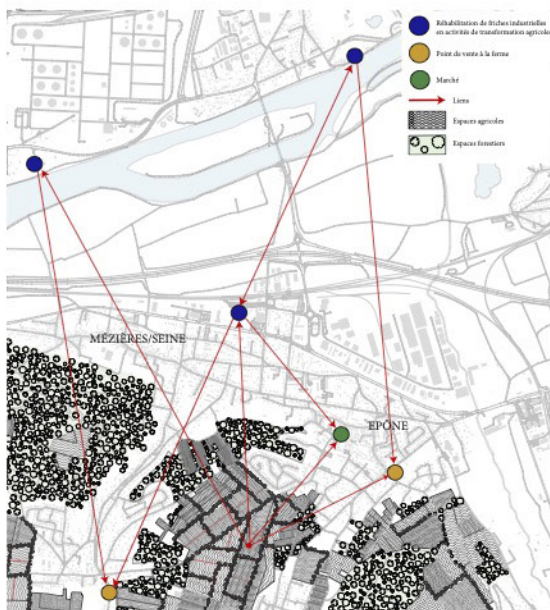 Réhabilitation de friches industrielles
en activités de transformation agricole
Point de vente à la ferme
Marché
Liens
Espaces agricoles
Espaces forestiers
MÉZIÈRES/SEINE
EPÔNE